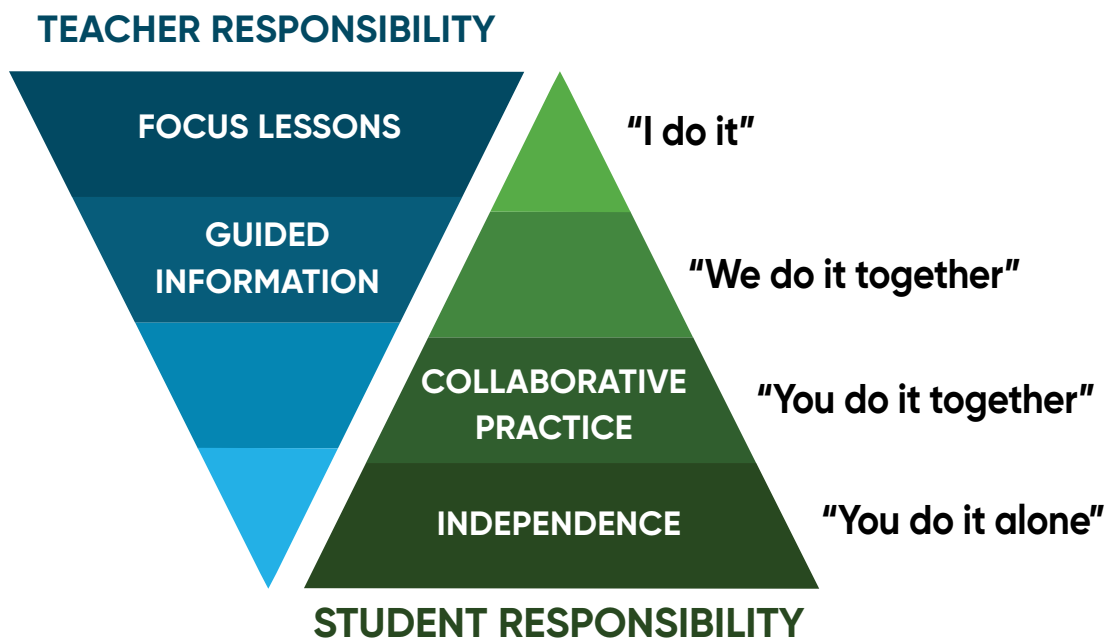 TEACHER RESPONSIBILITY
FOCUS LESSONS
“I do it”
GUIDED
INFORMATION
“We do it together”
COLLABORATIVE
PRACTICE
“You do it together”
INDEPENDENCE
“You do it alone”
STUDENT RESPONSIBILITY